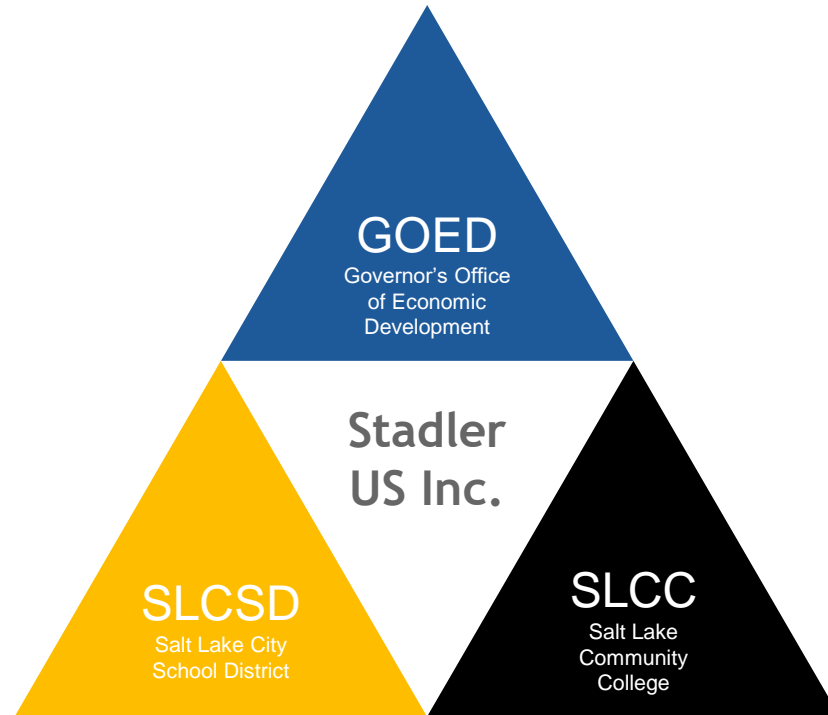 GOED
Governor’s Office
of Economic
Development
Stadler
US Inc.
SLCSD
Salt Lake City
School District
SLCC
Salt Lake
Community
College